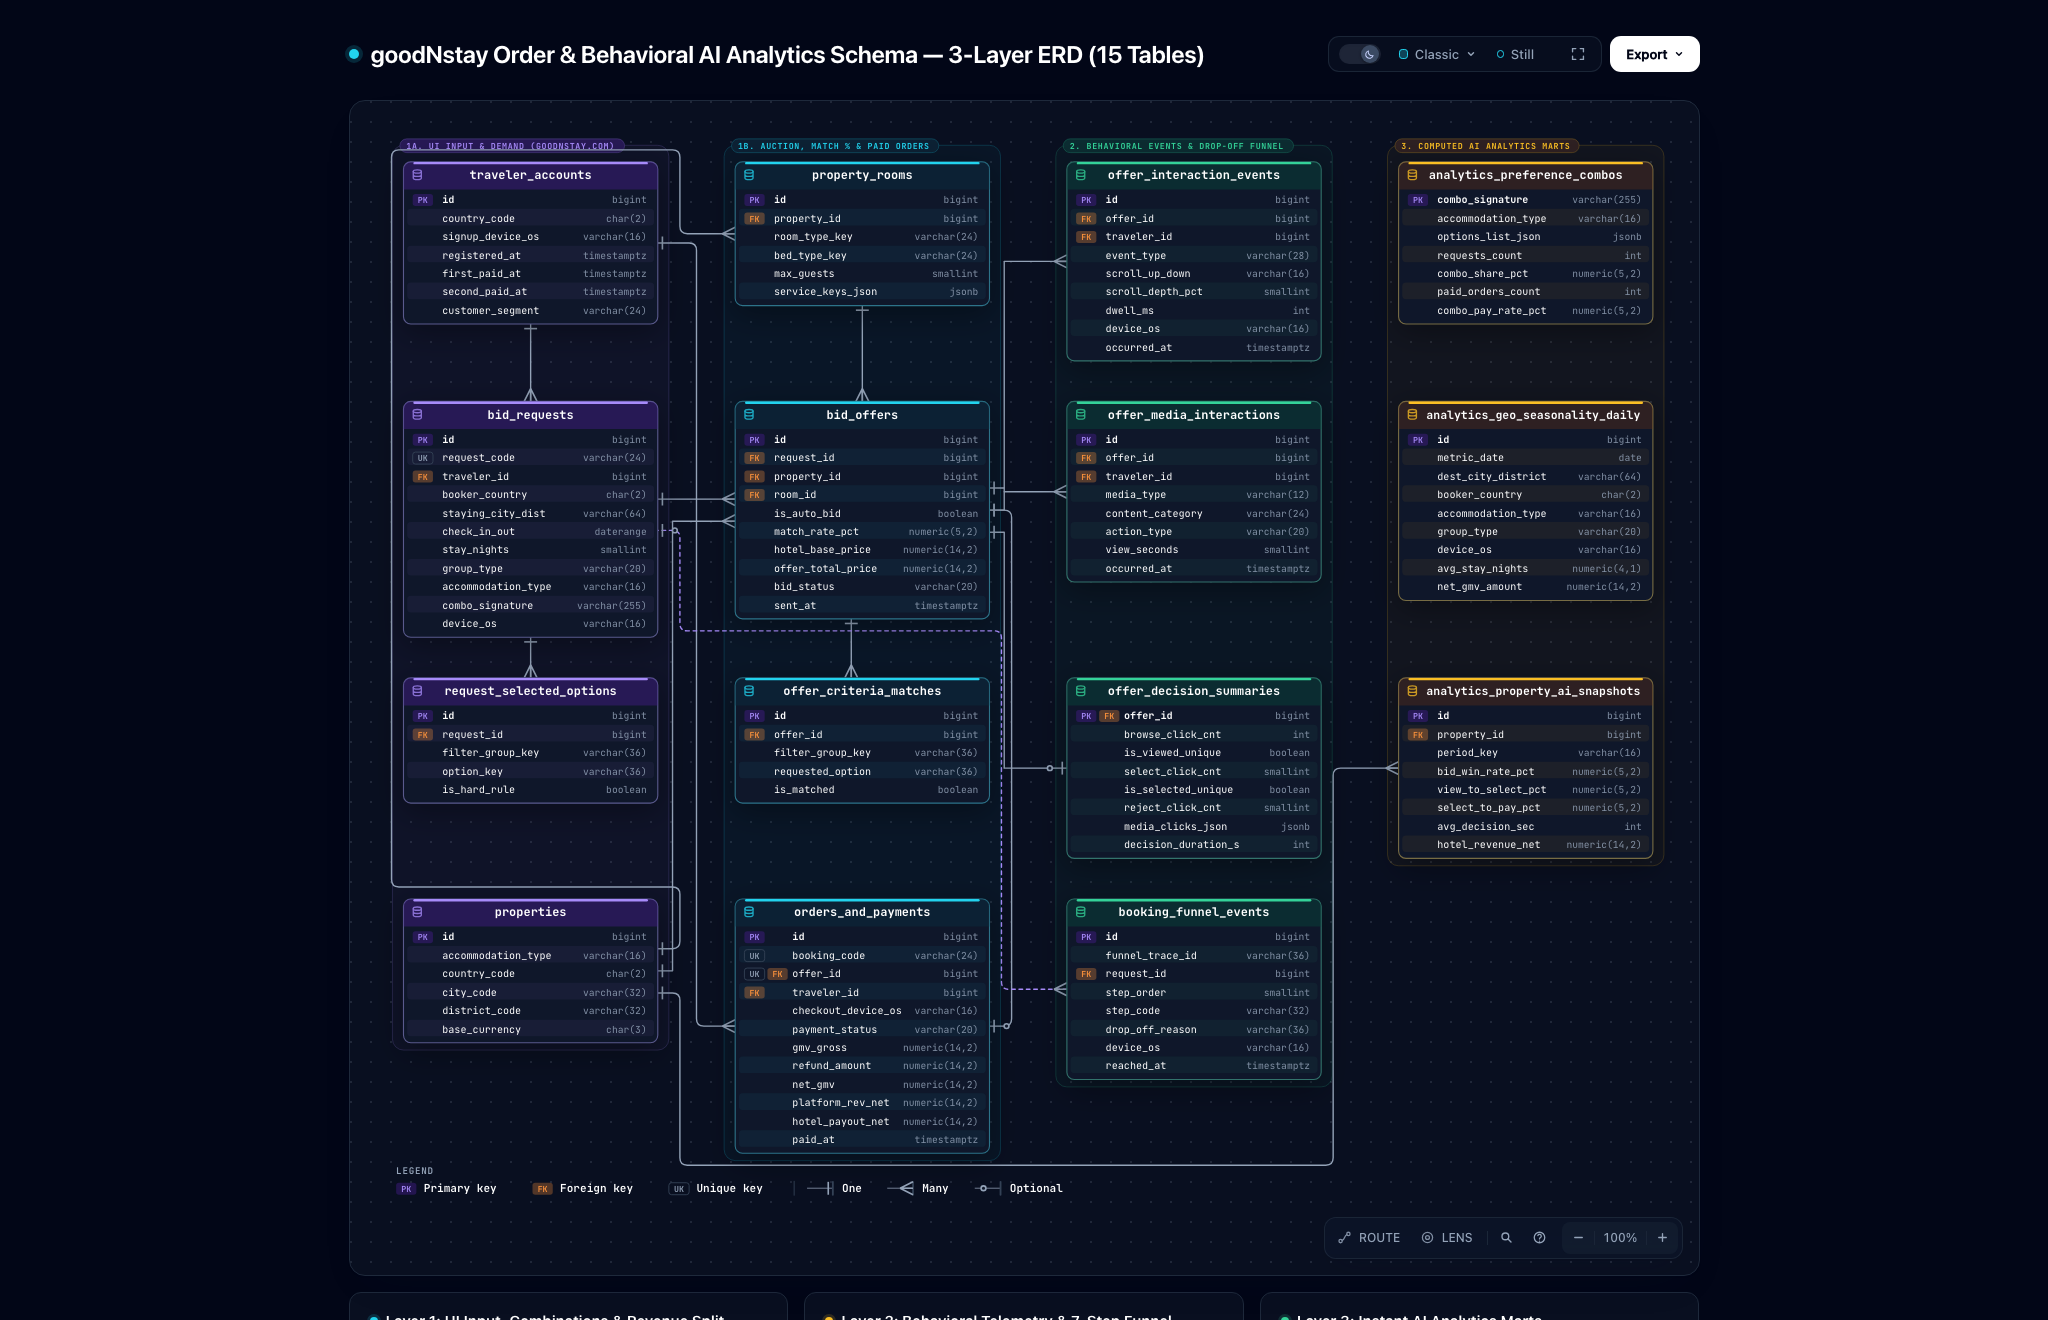 goodNstay Order & Behavioral AI Analytics Schema — 3-Layer ERD (15 Tables)
Classic
Still
Export
1A. UI INPUT & DEMAND (GOODNSTAY.COM)
traveler_accounts
PK id bigint
country_code char(2)
signup_device_os varchar(16)
registered_at timestamptz
first_paid_at timestamptz
second_paid_at timestamptz
customer_segment varchar(24)
bid_requests
PK id bigint
UK request_code varchar(24)
FK traveler_id bigint
booker_country char(2)
staying_city_dist varchar(64)
check_in_out daterange
stay_nights smallint
group_type varchar(20)
accommodation_type varchar(16)
combo_signature varchar(255)
device_os varchar(16)
request_selected_options
PK id bigint
FK request_id bigint
filter_group_key varchar(36)
option_key varchar(36)
is_hard_rule boolean
properties
PK id bigint
accommodation_type varchar(16)
country_code char(2)
city_code varchar(32)
district_code varchar(32)
base_currency char(3)
1B. AUCTION, MATCH % & PAID ORDERS
property_rooms
PK id bigint
FK property_id bigint
room_type_key varchar(24)
bed_type_key varchar(24)
max_guests smallint
service_keys_json jsonb
bid_offers
PK id bigint
FK request_id bigint
FK property_id bigint
FK room_id bigint
is_auto_bid boolean
match_rate_pct numeric(5,2)
hotel_base_price numeric(14,2)
offer_total_price numeric(14,2)
bid_status varchar(20)
sent_at timestamptz
offer_criteria_matches
PK id bigint
FK offer_id bigint
filter_group_key varchar(36)
requested_option varchar(36)
is_matched boolean
orders_and_payments
PK id bigint
UK booking_code varchar(24)
UK FK offer_id bigint
FK traveler_id bigint
checkout_device_os varchar(16)
payment_status varchar(20)
gmv_gross numeric(14,2)
refund_amount numeric(14,2)
net_gmv numeric(14,2)
platform_rev_net numeric(14,2)
hotel_payout_net numeric(14,2)
paid_at timestamptz
2. BEHAVIORAL EVENTS & DROP-OFF FUNNEL
offer_interaction_events
PK id bigint
FK offer_id bigint
FK traveler_id bigint
event_type varchar(28)
scroll_up_down varchar(16)
scroll_depth_pct smallint
dwell_ms int
device_os varchar(16)
occurred_at timestamptz
offer_media_interactions
PK id bigint
FK offer_id bigint
FK traveler_id bigint
media_type varchar(12)
content_category varchar(24)
action_type varchar(20)
view_seconds smallint
occurred_at timestamptz
offer_decision_summaries
PK FK offer_id bigint
browse_click_cnt int
is_viewed_unique boolean
select_click_cnt smallint
is_selected_unique boolean
reject_click_cnt smallint
media_clicks_json jsonb
decision_duration_s int
booking_funnel_events
PK id bigint
funnel_trace_id varchar(36)
FK request_id bigint
step_order smallint
step_code varchar(32)
drop_off_reason varchar(36)
device_os varchar(16)
reached_at timestamptz
3. COMPUTED AI ANALYTICS MARTS
analytics_preference_combos
PK combo_signature varchar(255)
accommodation_type varchar(16)
options_list_json jsonb
requests_count int
combo_share_pct numeric(5,2)
paid_orders_count int
combo_pay_rate_pct numeric(5,2)
analytics_geo_seasonality_daily
PK id bigint
metric_date date
dest_city_district varchar(64)
booker_country char(2)
accommodation_type varchar(16)
group_type varchar(20)
device_os varchar(16)
avg_stay_nights numeric(4,1)
net_gmv_amount numeric(14,2)
analytics_property_ai_snapshots
PK id bigint
FK property_id bigint
period_key varchar(16)
bid_win_rate_pct numeric(5,2)
view_to_select_pct numeric(5,2)
select_to_pay_pct numeric(5,2)
avg_decision_sec int
hotel_revenue_net numeric(14,2)
LEGEND
PK Primary key FK Foreign key UK Unique key One Many Optional
ROUTE LENS − 100% +
Layer 1: UI Input, Combinations & Revenue Split
Layer 2: Behavioral Telemetry & 7-Step Funnel
Layer 3: Instant AI Analytics Marts